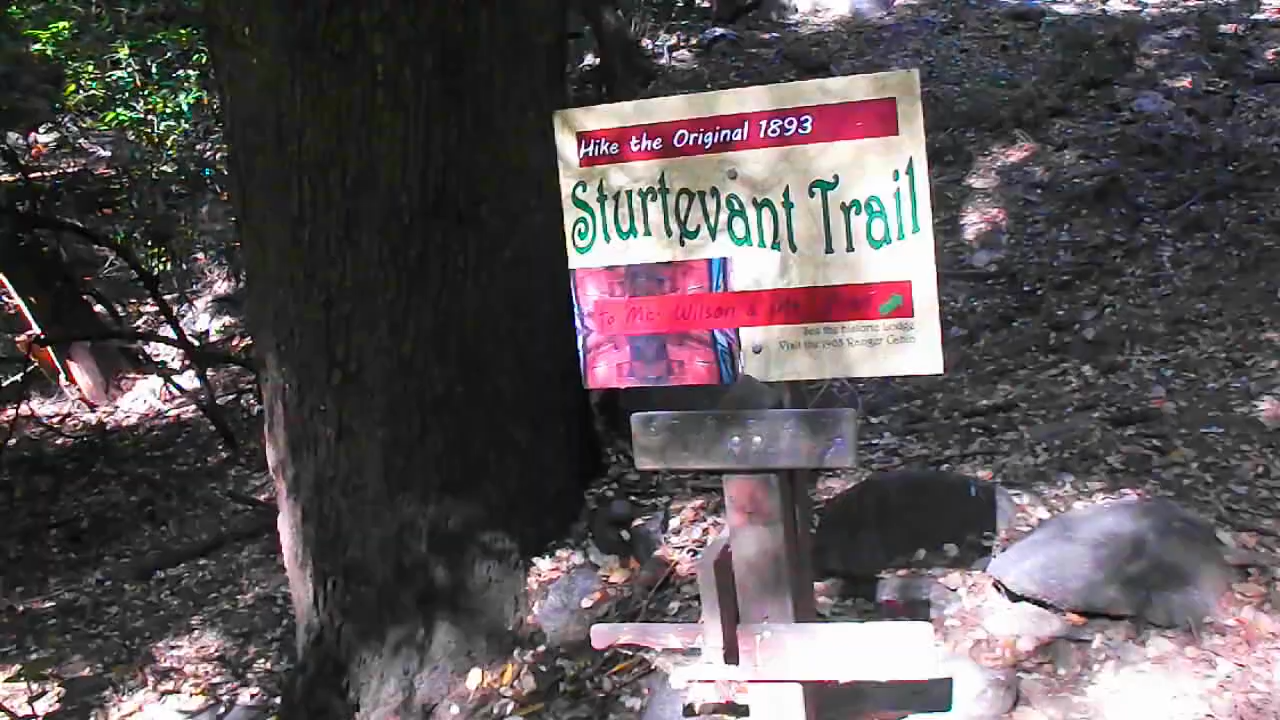 Hike the Original 1893
Sturtevant Trail
To Mt. Wilson &
See the historic Lodge
Visit the 1903 Ranger Cabin